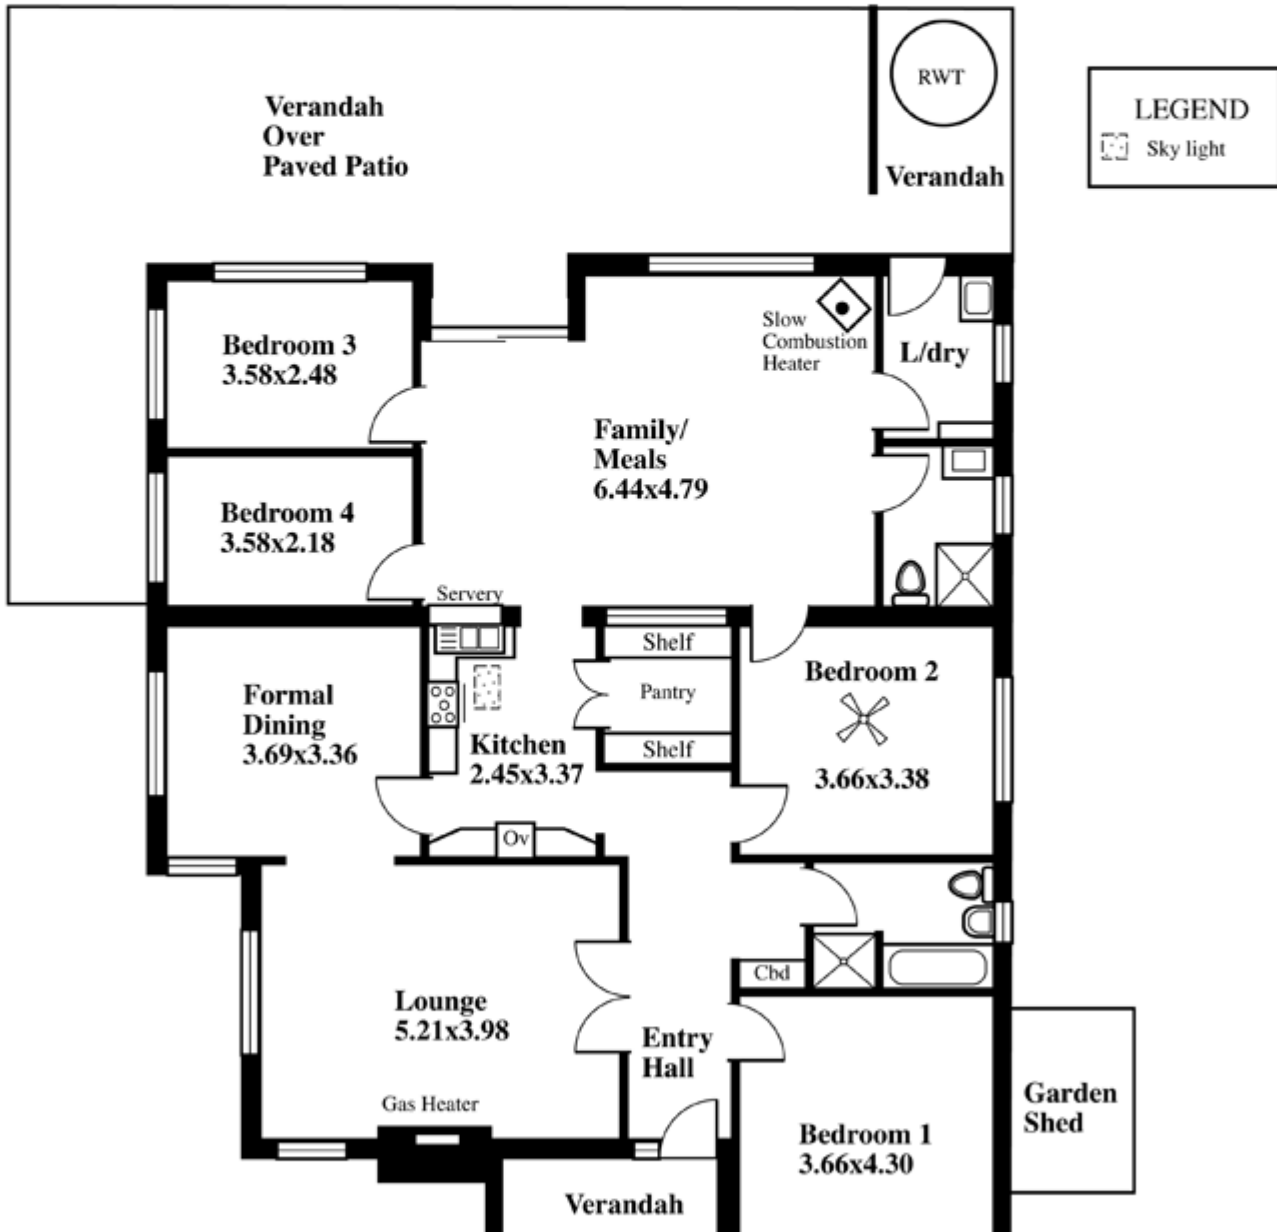 Verandah
Over
Paved Patio
RWT
Verandah
LEGEND
Sky light
Bedroom 3
3.58x2.48
Slow
Combustion
Heater
L/dry
Family/
Meals
6.44x4.79
Bedroom 4
3.58x2.18
Servery
Shelf
Pantry
Shelf
Formal
Dining
3.69x3.36
Kitchen
2.45x3.37
Bedroom 2
3.66x3.38
Ov
Cbd
Lounge
5.21x3.98
Entry
Hall
Gas Heater
Garden
Shed
Bedroom 1
3.66x4.30
Verandah